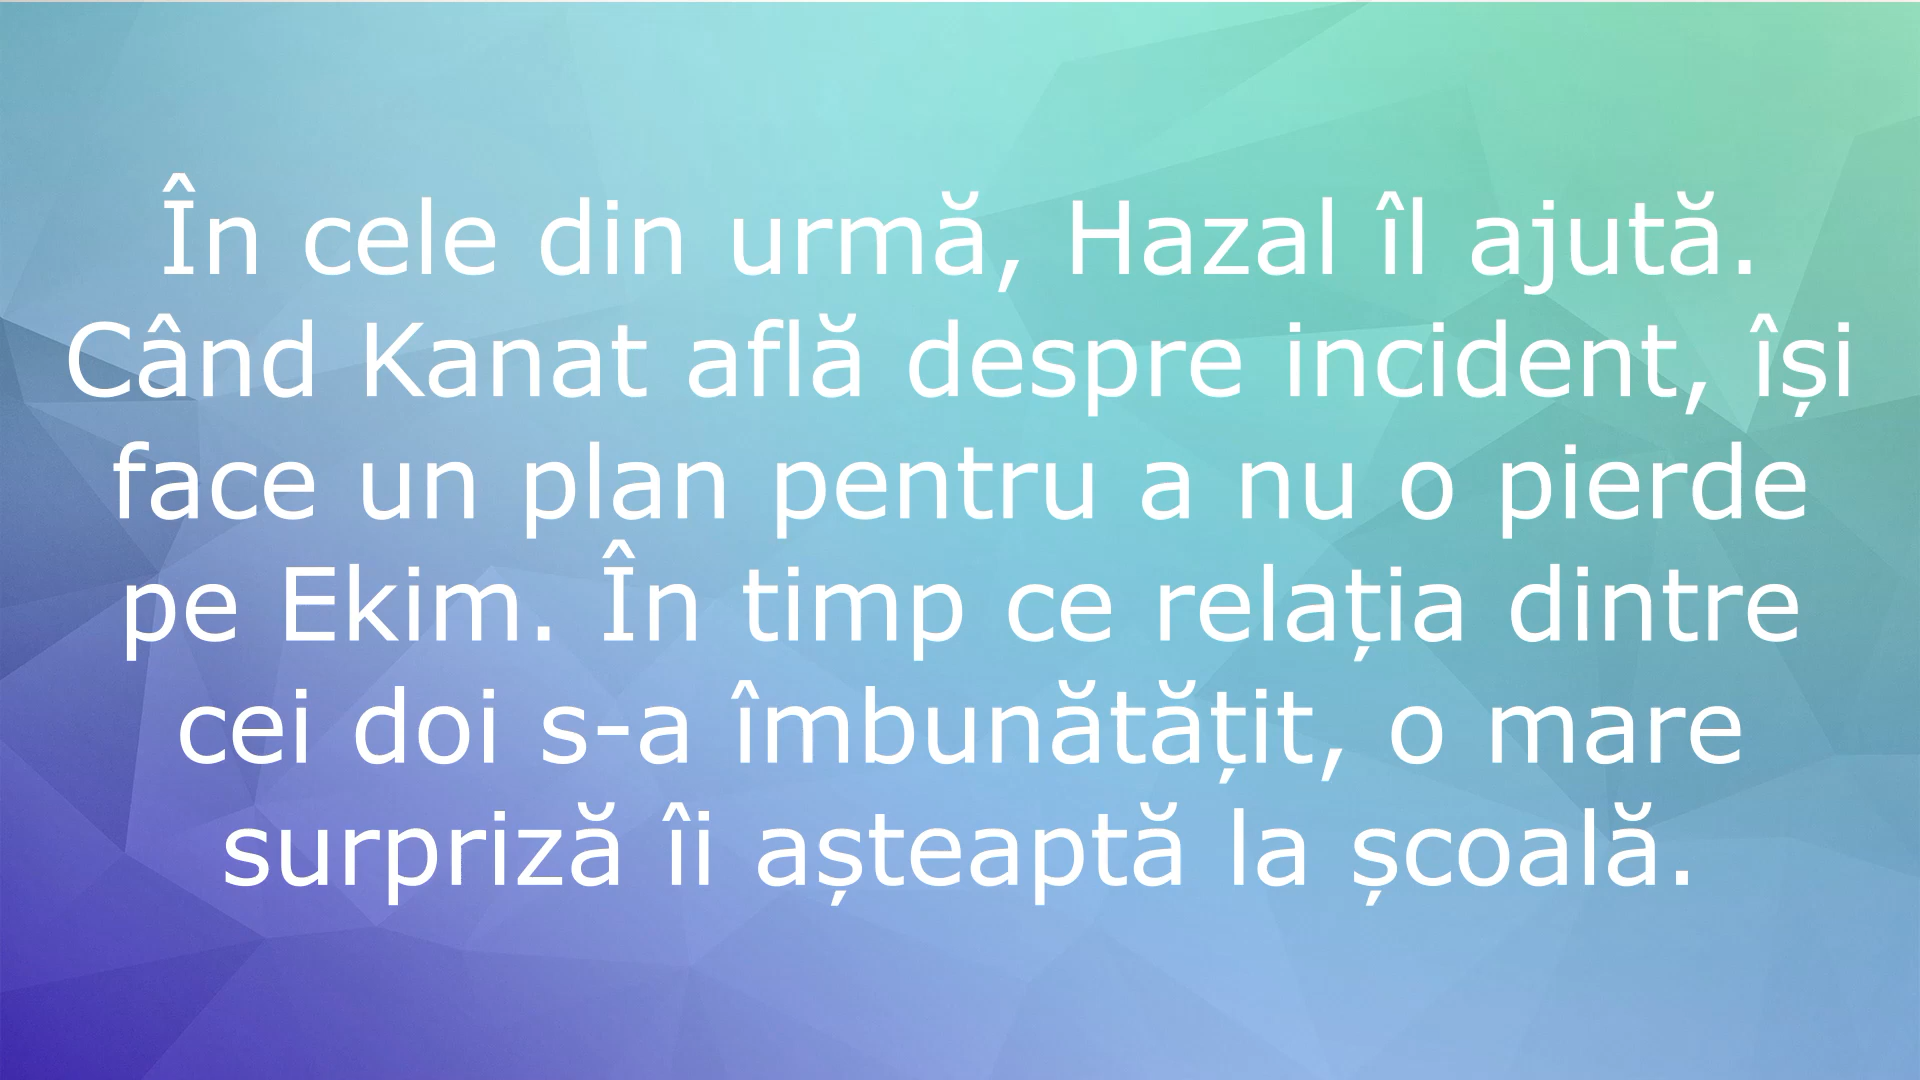 În cele din urmă, Hazal îl ajută.
Când Kanat află despre incident, își
face un plan pentru a nu o pierde
pe Ekim. În timp ce relația dintre
cei doi s-a îmbunătățit, o mare
surpriză îi așteaptă la școală.